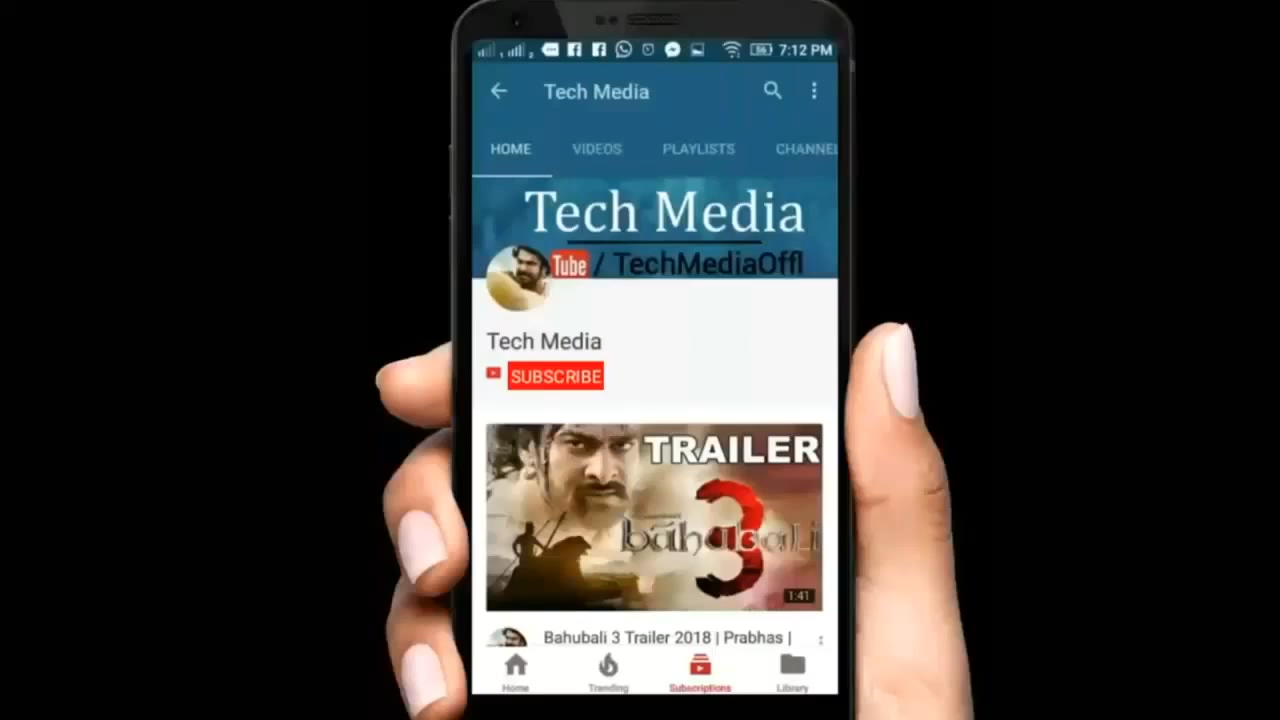 56 7:12 PM
Tech Media
HOME VIDEOS PLAYLISTS CHANNEL
Tech Media
Tube / TechMediaOffl
Tech Media
SUBSCRIBE
TRAILER
3
bahubali
1:41
Bahubali 3 Trailer 2018 | Prabhas |
Home Trending Subscriptions Library